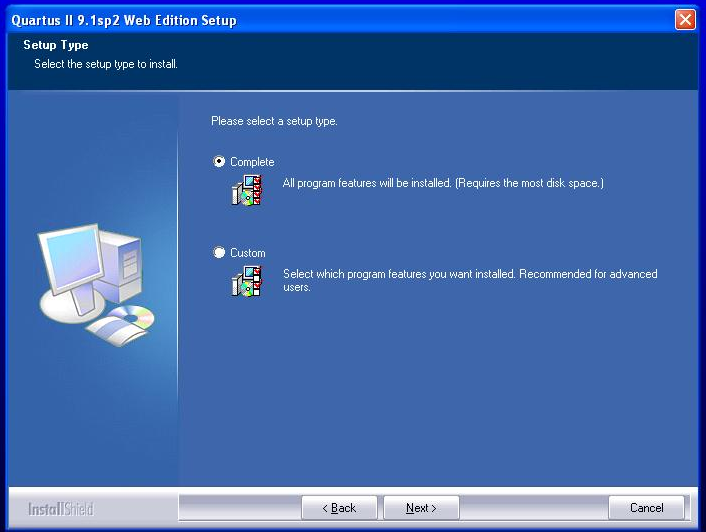 Quartus II 9.1sp2 Web Edition Setup
Setup Type
Select the setup type to install.
Please select a setup type.
Complete
All program features will be installed. (Requires the most disk space.)
Custom
Select which program features you want installed. Recommended for advanced
users.
InstallShield
< Back
Next >
Cancel